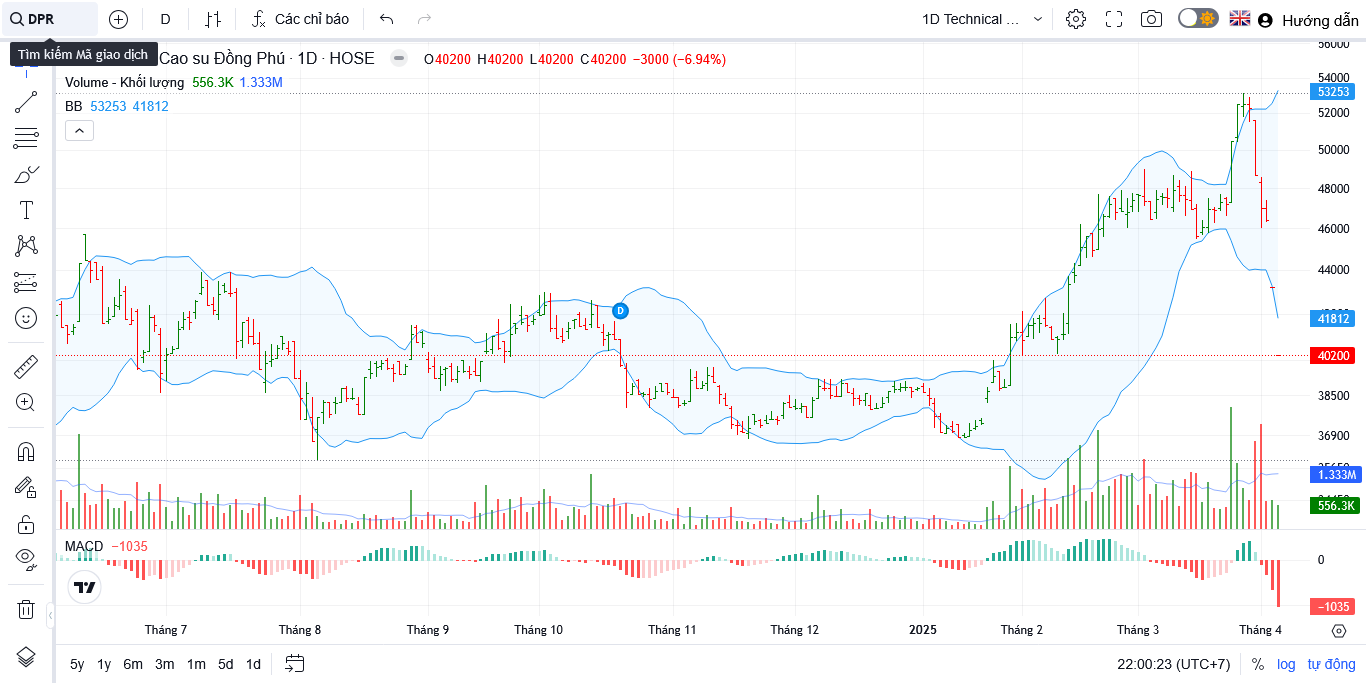 DPR
D
Các chỉ báo
1D Technical ...
Hướng dẫn
Tìm kiếm Mã giao dịch
Cao su Đồng Phú · 1D · HOSE
O40200 H40200 L40200 C40200 −3000 (−6.94%)
Volume - Khối lượng 556.3K 1.333M
BB 53253 41812
56000
54000
53253
52000
50000
48000
46000
44000
41812
40200
38500
36900
1.333M
556.3K
D
MACD −1035
0
−1035
Tháng 7 Tháng 8 Tháng 9 Tháng 10 Tháng 11 Tháng 12 2025 Tháng 2 Tháng 3 Tháng 4
5y 1y 6m 3m 1m 5d 1d
22:00:23 (UTC+7) % log tự động